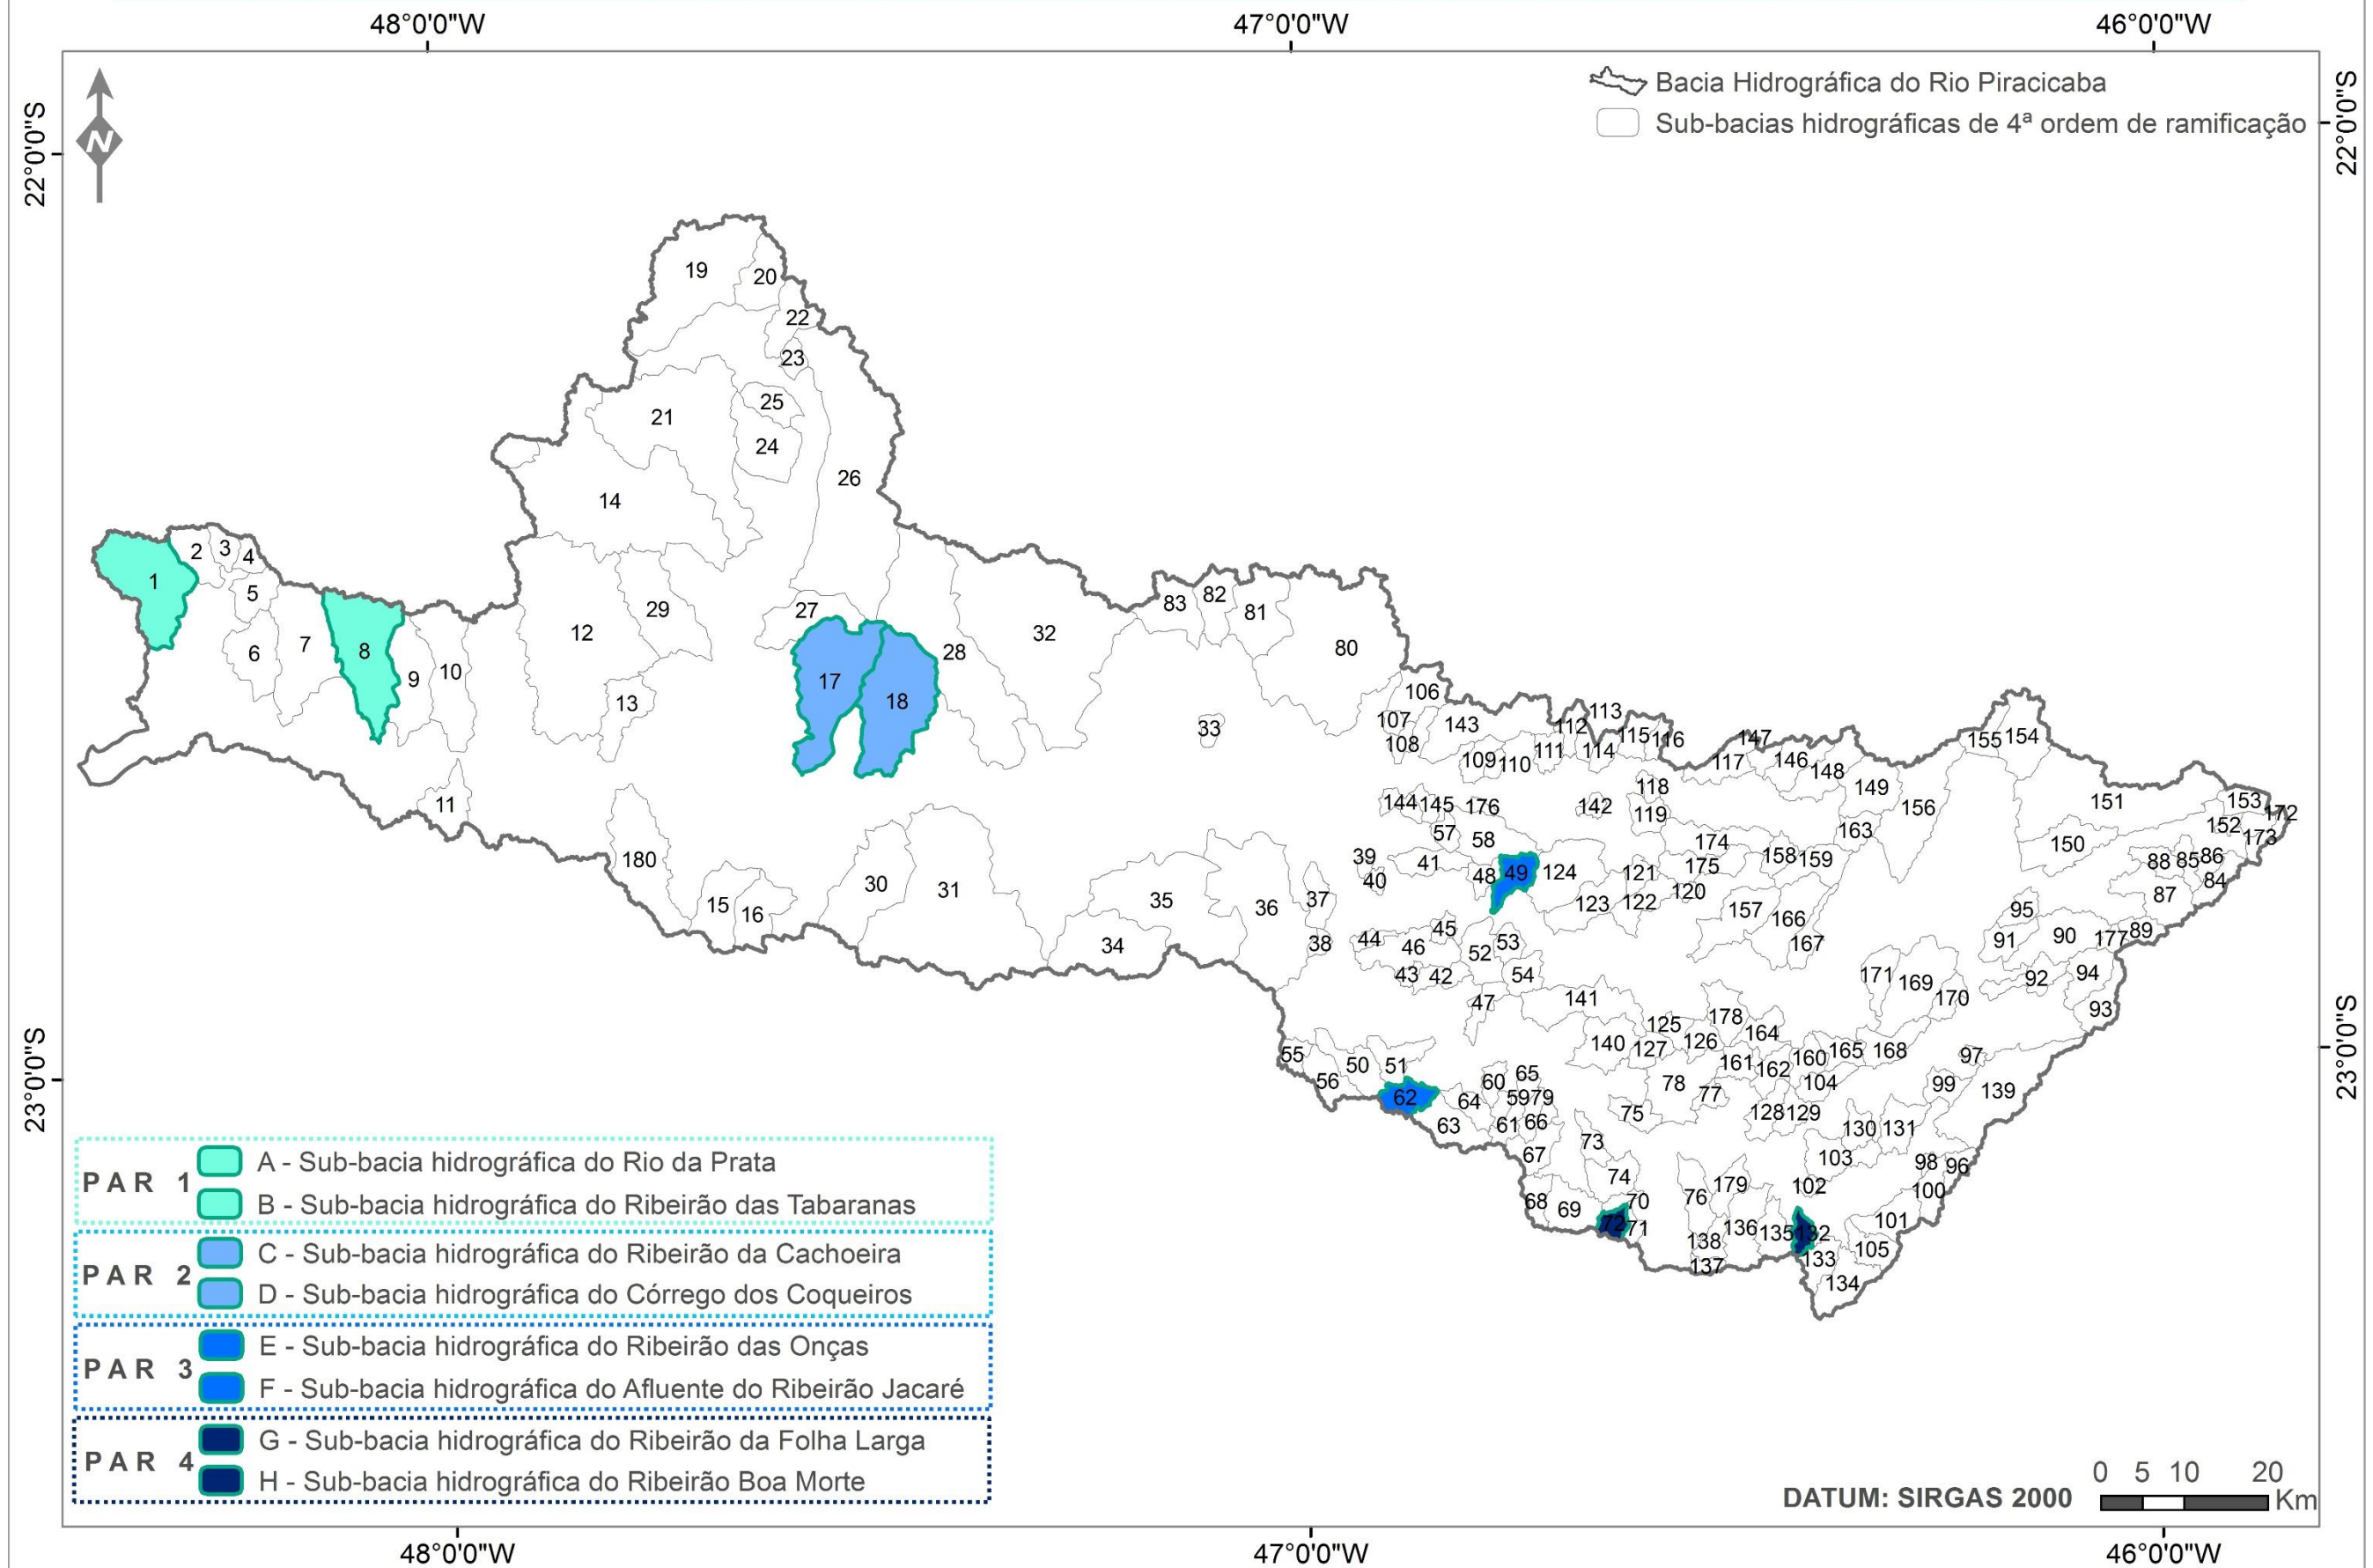 48°0'0"W 47°0'0"W 46°0'0"W
22°0'0"S 22°0'0"S
N
Bacia Hidrográfica do Rio Piracicaba
Sub-bacias hidrográficas de 4ª ordem de ramificação
19 20
22
23
25
21
24
26
14
2 3 4
1
5
27
29
12
83 82 81
32
80
6 7 8 9 10
28
13
17 18
33
106
107 143
108
112 113
109 110 111 114 115 116
117 147 146 148
155 154
149
156
151
153 172
152 173
11
144 145 176
142
118
119
57 58
174
163
150
180
39
40
41
48 49 124
121
175
158 159
88 85 86
84
87
120
123 122
157 166
167
15 16
30 31
35
34
36
37
38
44 46 45
43 42
52 53
54
47
141
95
91 90 177 89
92 94
93
171 169
170
125 178
164
140 127 126
161 162 160 165 168
97
55
50 51
56
62
60 65
64 59 79
63 61 66
67
78 77
75
104
128 129
99 139
130 131
73
74
103
98 96
100
23°0'0"S 23°0'0"S
68 69
70
72 71
76 179
102
136 135 132
138
137
133
134
101
105
PAR 1
A - Sub-bacia hidrográfica do Rio da Prata
B - Sub-bacia hidrográfica do Ribeirão das Tabaranas
PAR 2
C - Sub-bacia hidrográfica do Ribeirão da Cachoeira
D - Sub-bacia hidrográfica do Córrego dos Coqueiros
PAR 3
E - Sub-bacia hidrográfica do Ribeirão das Onças
F - Sub-bacia hidrográfica do Afluente do Ribeirão Jacaré
PAR 4
G - Sub-bacia hidrográfica do Ribeirão da Folha Larga
H - Sub-bacia hidrográfica do Ribeirão Boa Morte
0 5 10 20
DATUM: SIRGAS 2000 Km
48°0'0"W 47°0'0"W 46°0'0"W